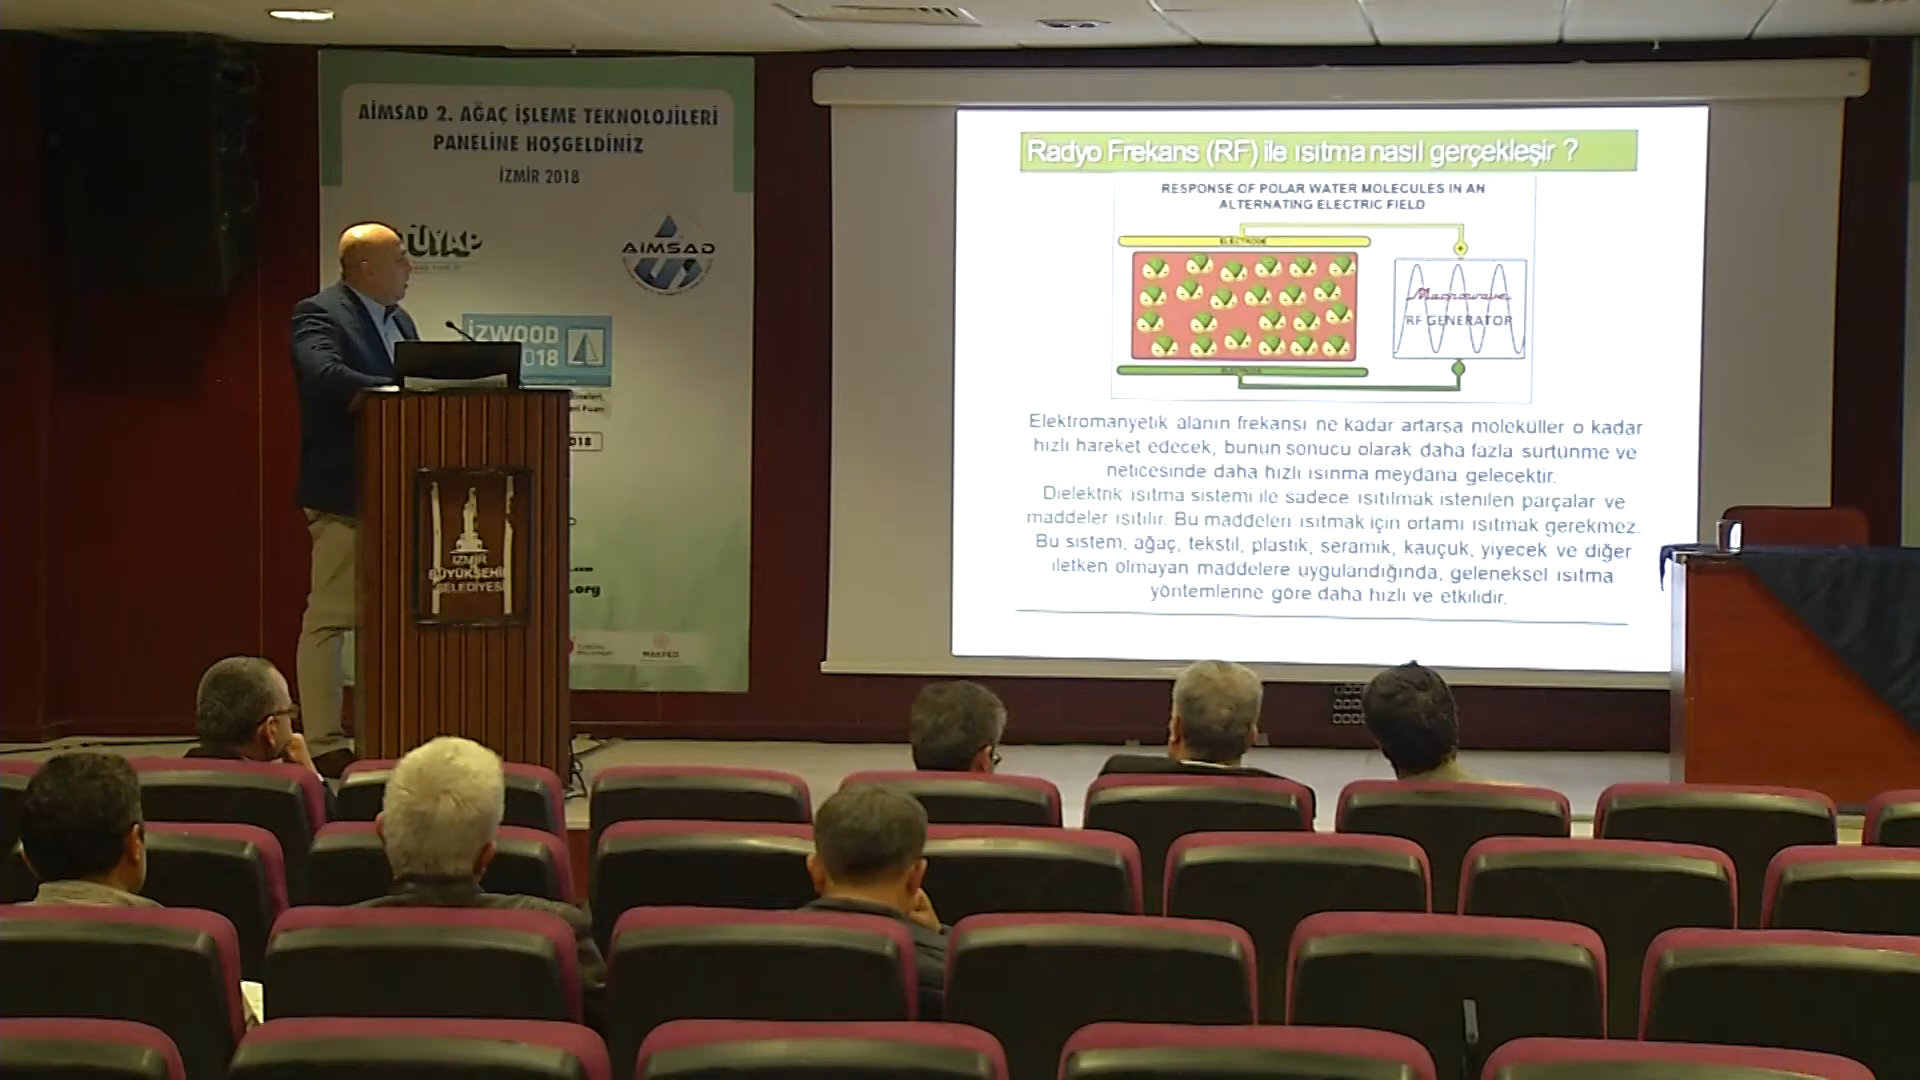 AİMSAD 2. AĞAÇ İŞLEME TEKNOLOJİLERİ
PANELİNE HOŞGELDİNİZ
İZMİR 2018
TÜYAP
AİMSAD
İZWOOD
2018
.org
İZMİR
BÜYÜKŞEHİR
BELEDİYESİ
Radyo Frekans (RF) ile ısıtma nasıl gerçekleşir ?
RESPONSE OF POLAR WATER MOLECULES IN AN
ALTERNATING ELECTRIC FIELD
ELECTRODE
Macrowave
RF GENERATOR
ELECTRODE
Elektromanyetik alanın frekansı ne kadar artarsa moleküller o kadar
hızlı hareket edecek, bunun sonucu olarak daha fazla sürtünme ve
neticesinde daha hızlı ısınma meydana gelecektir.
Dielektrik ısıtma sistemi ile sadece ısıtılmak istenilen parçalar ve
maddeler ısıtılır. Bu maddeleri ısıtmak için ortamı ısıtmak gerekmez.
Bu sistem, ağaç, tekstil, plastik, seramik, kauçuk, yiyecek ve diğer
iletken olmayan maddelere uygulandığında, geleneksel ısıtma
yöntemlerine göre daha hızlı ve etkilidir.